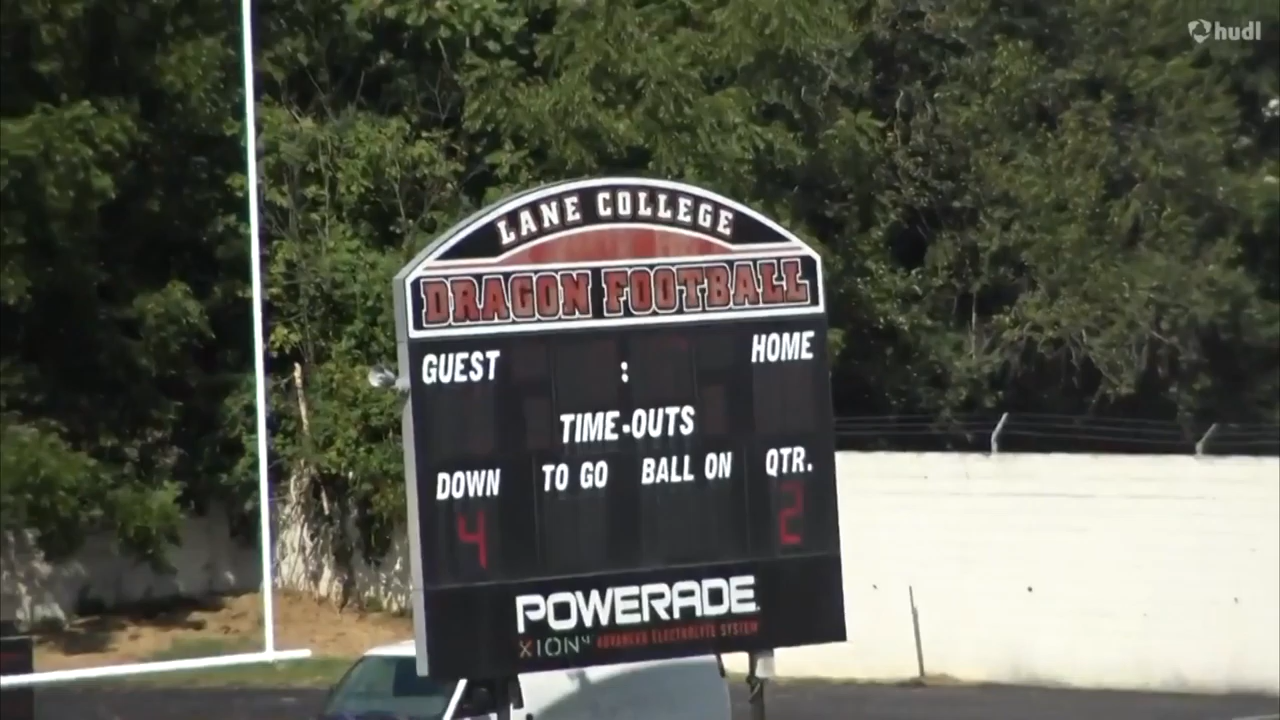 hudl
LANE COLLEGE
DRAGON FOOTBALL
GUEST : HOME
TIME-OUTS
DOWN TO GO BALL ON QTR.
4 2
POWERADE
XION4 ADVANCED ELECTROLYTE SYSTEM